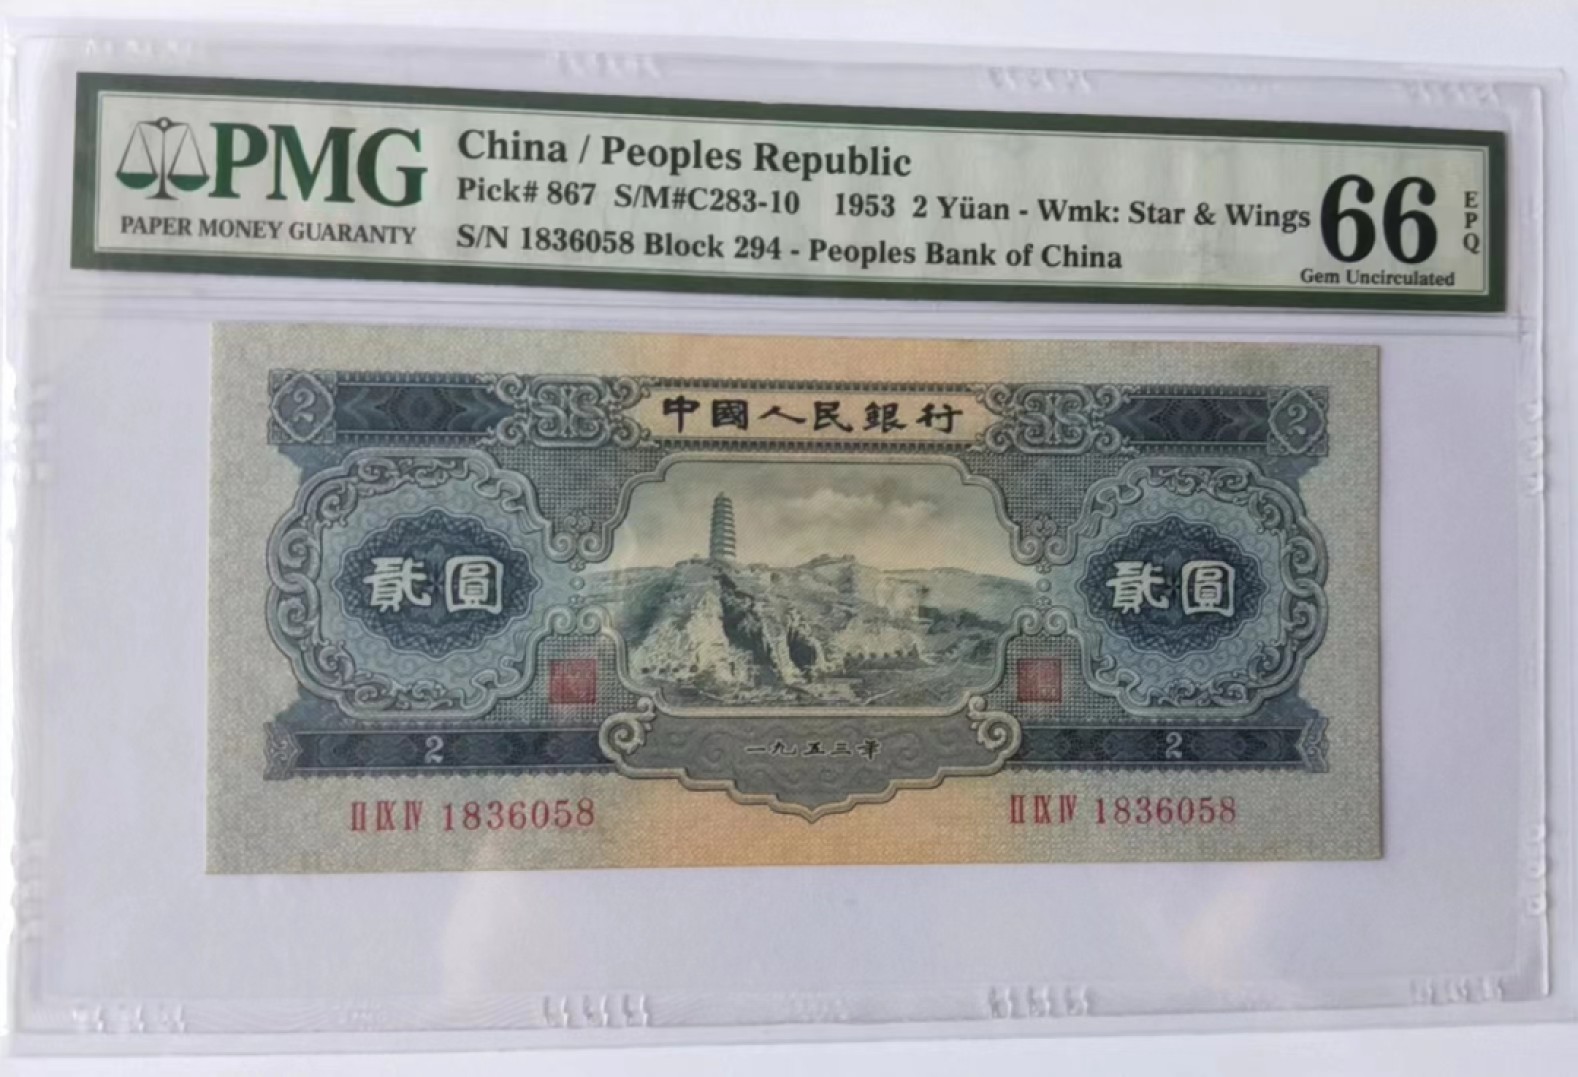 PMG
PAPER MONEY GUARANTY
China / Peoples Republic
Pick# 867 S/M#C283-10 1953 2 Yüan - Wmk: Star & Wings
S/N 1836058 Block 294 - Peoples Bank of China
66
EPQ
Gem Uncirculated
2 中國人民銀行 2
貳圓 貳圓
2 一九五三年 2
II IX IV 1836058 II IX IV 1836058